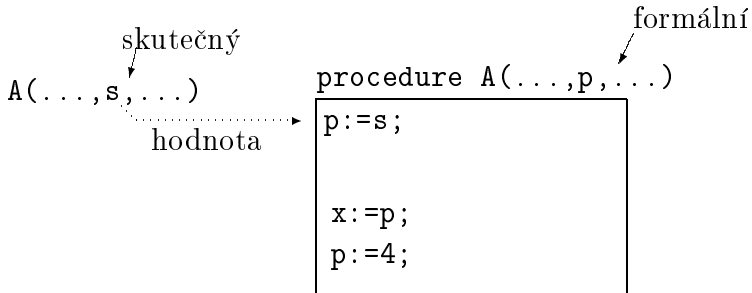 formální
skutečný
procedure A(...,p,...)
A(...,s,...)
p:=s;
hodnota
x:=p;
p:=4;